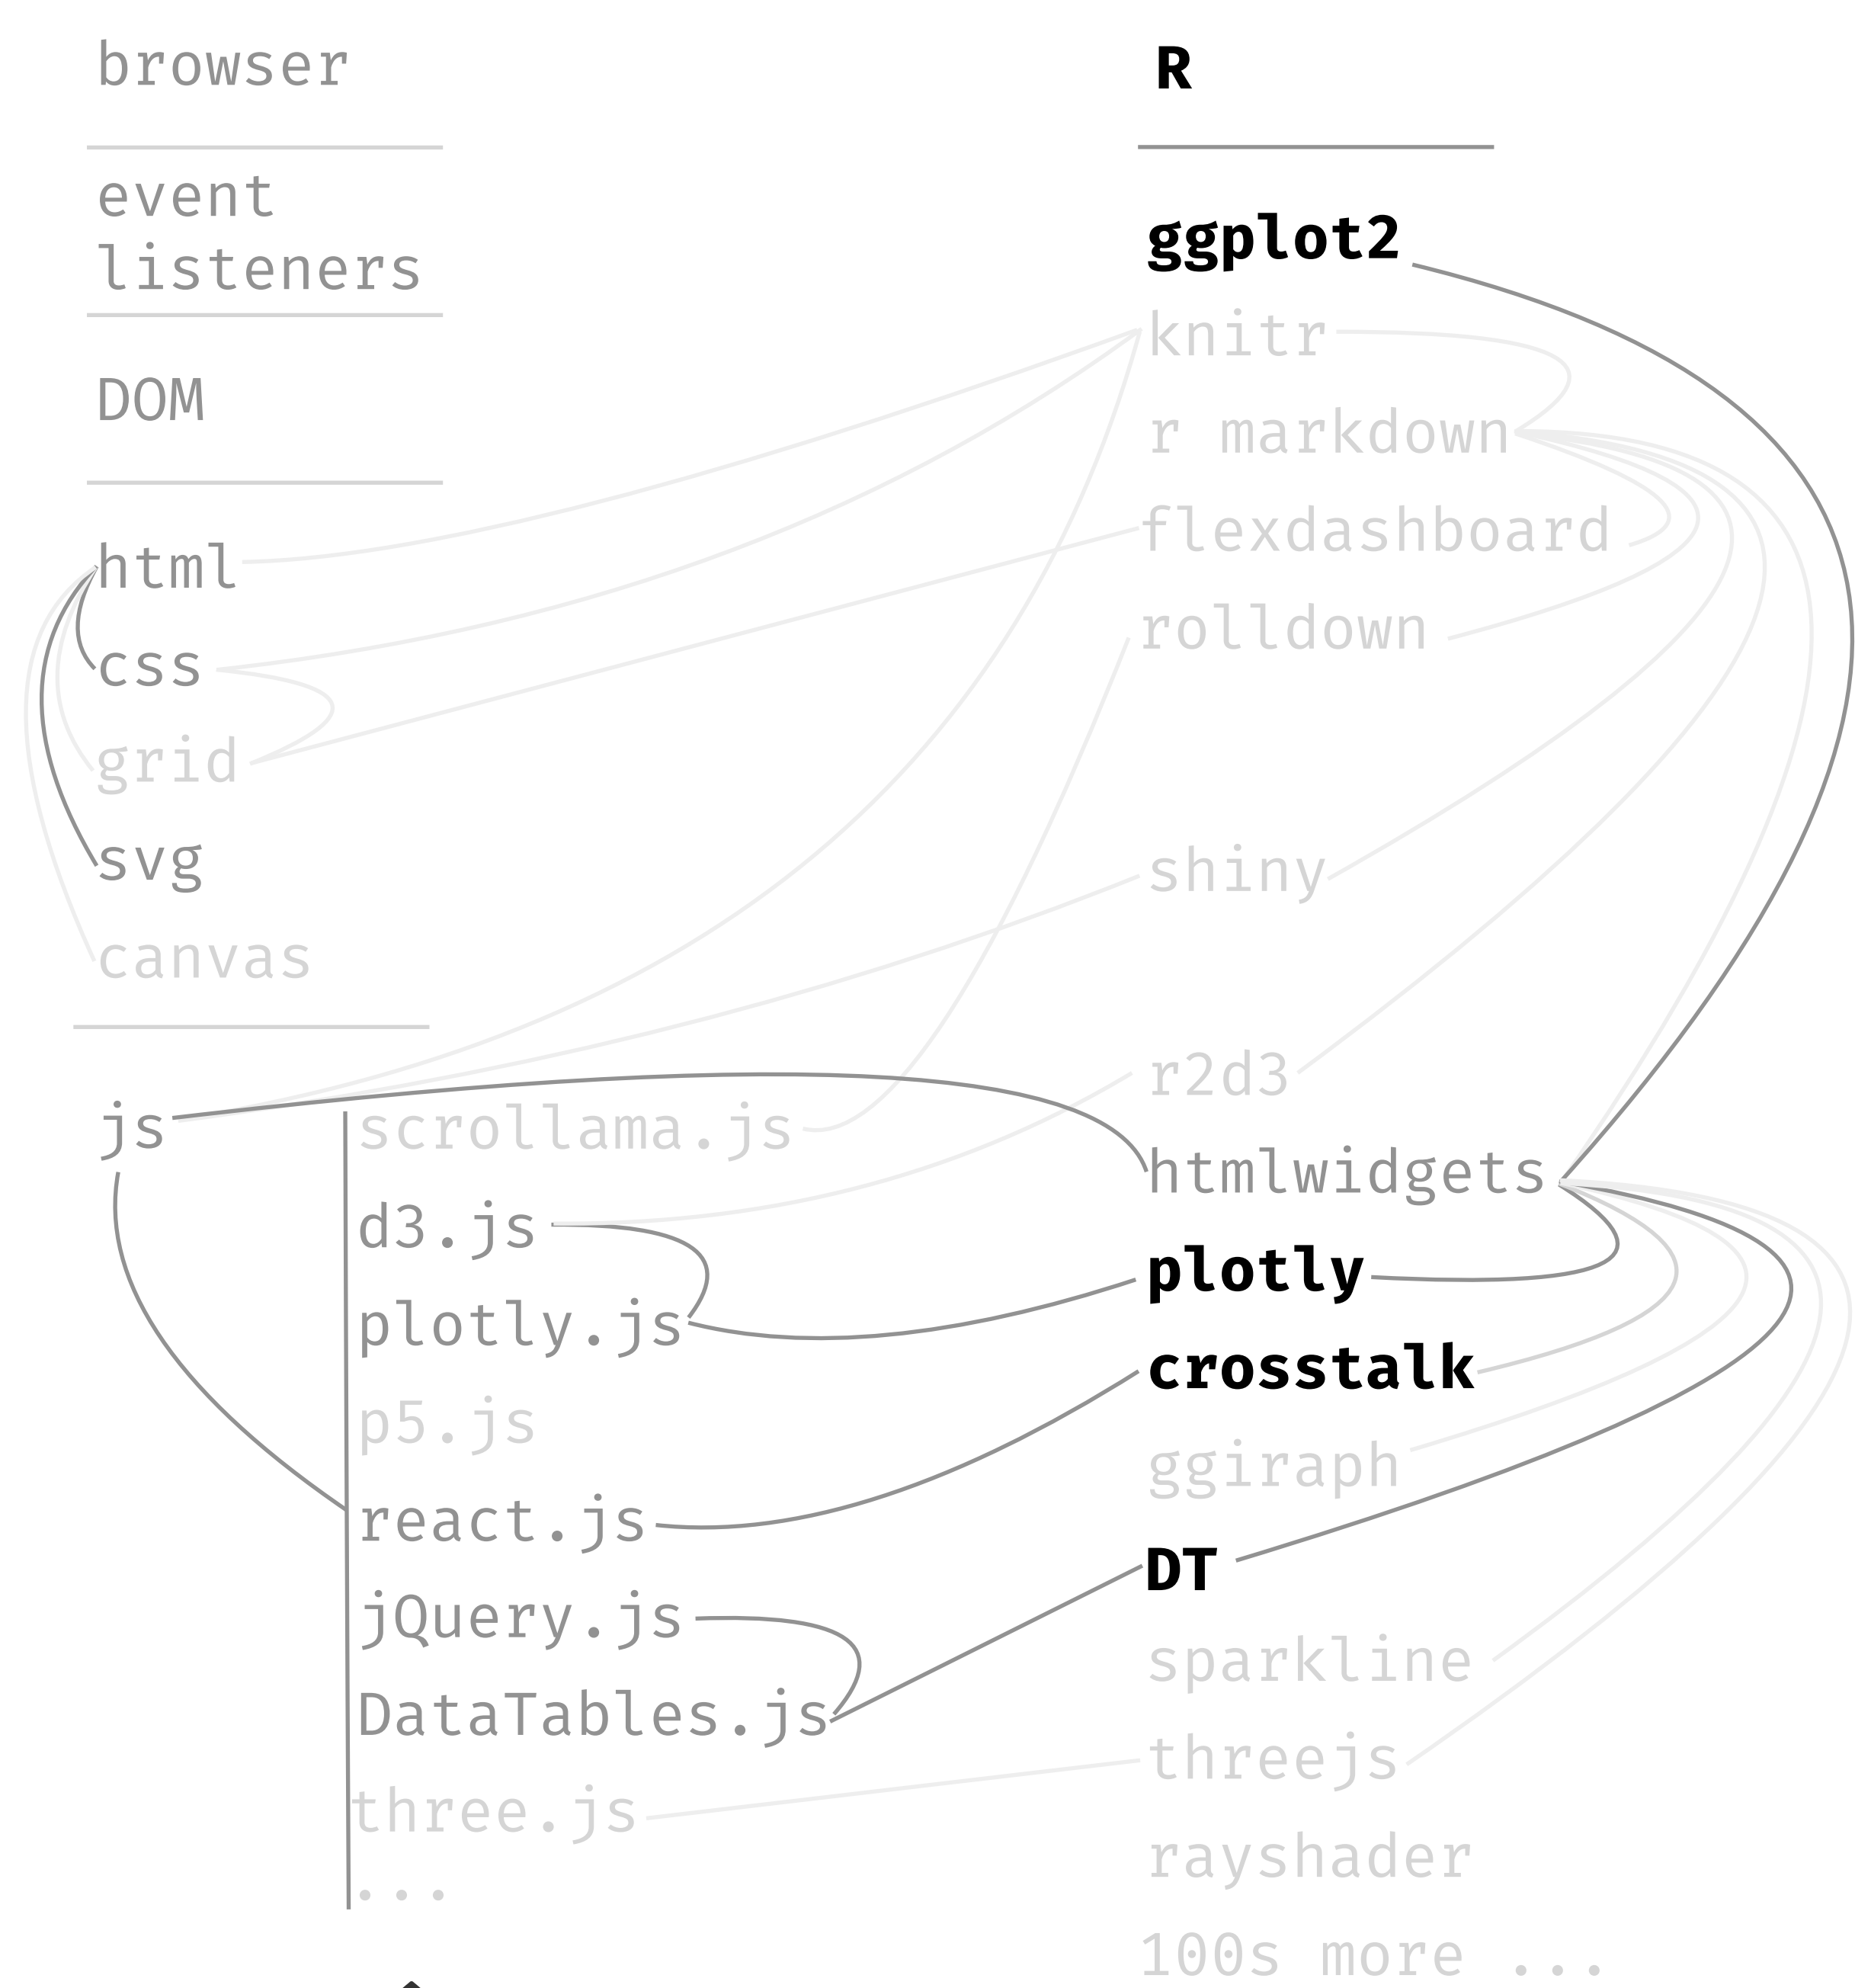 browser
event
listeners
DOM
html
css
grid
svg
canvas
js
scrollama.js
d3.js
plotly.js
p5.js
react.js
jQuery.js
DataTables.js
three.js
...
R
ggplot2
knitr
r markdown
flexdashboard
rolldown
shiny
r2d3
htmlwidgets
plotly
crosstalk
ggiraph
DT
sparkline
threejs
rayshader
100s more ...